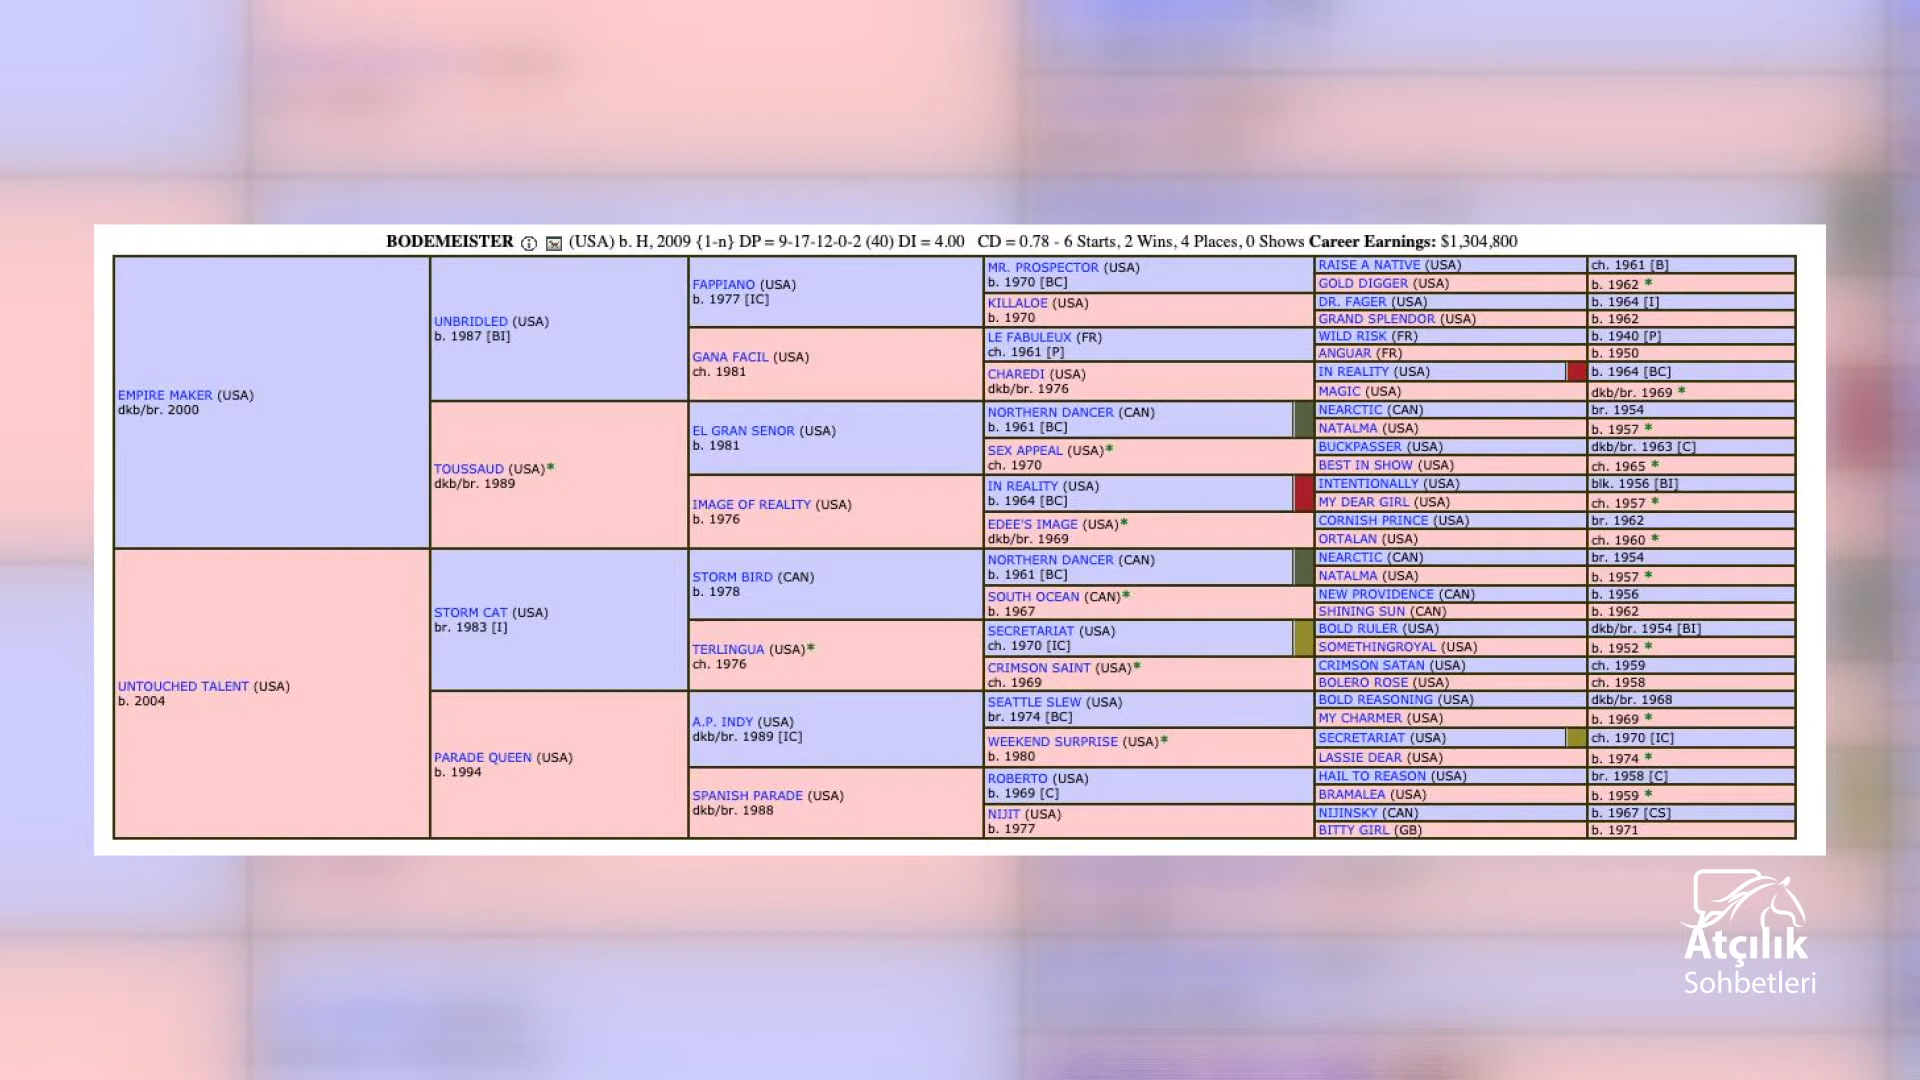 BODEMEISTER (USA) b. H, 2009 {1-n} DP = 9-17-12-0-2 (40) DI = 4.00 CD = 0.78 - 6 Starts, 2 Wins, 4 Places, 0 Shows Career Earnings: $1,304,800
EMPIRE MAKER (USA)
dkb/br. 2000
UNTOUCHED TALENT (USA)
b. 2004
UNBRIDLED (USA)
b. 1987 [BI]
TOUSSAUD (USA)*
dkb/br. 1989
STORM CAT (USA)
br. 1983 [I]
PARADE QUEEN (USA)
b. 1994
FAPPIANO (USA)
b. 1977 [IC]
GANA FACIL (USA)
ch. 1981
EL GRAN SENOR (USA)
b. 1981
IMAGE OF REALITY (USA)
b. 1976
STORM BIRD (CAN)
b. 1978
TERLINGUA (USA)*
ch. 1976
A.P. INDY (USA)
dkb/br. 1989 [IC]
SPANISH PARADE (USA)
dkb/br. 1988
MR. PROSPECTOR (USA)
b. 1970 [BC]
KILLALOE (USA)
b. 1970
LE FABULEUX (FR)
ch. 1961 [P]
CHAREDI (USA)
dkb/br. 1976
NORTHERN DANCER (CAN)
b. 1961 [BC]
SEX APPEAL (USA)*
ch. 1970
IN REALITY (USA)
b. 1964 [BC]
EDEE'S IMAGE (USA)*
dkb/br. 1969
NORTHERN DANCER (CAN)
b. 1961 [BC]
SOUTH OCEAN (CAN)*
b. 1967
SECRETARIAT (USA)
ch. 1970 [IC]
CRIMSON SAINT (USA)*
ch. 1969
SEATTLE SLEW (USA)
br. 1974 [BC]
WEEKEND SURPRISE (USA)*
b. 1980
ROBERTO (USA)
b. 1969 [C]
NIJIT (USA)
b. 1977
RAISE A NATIVE (USA) ch. 1961 [B]
GOLD DIGGER (USA) b. 1962 *
DR. FAGER (USA) b. 1964 [I]
GRAND SPLENDOR (USA) b. 1962
WILD RISK (FR) b. 1940 [P]
ANGUAR (FR) b. 1950
IN REALITY (USA) b. 1964 [BC]
MAGIC (USA) dkb/br. 1969 *
NEARCTIC (CAN) br. 1954
NATALMA (USA) b. 1957 *
BUCKPASSER (USA) dkb/br. 1963 [C]
BEST IN SHOW (USA) ch. 1965 *
INTENTIONALLY (USA) blk. 1956 [BI]
MY DEAR GIRL (USA) ch. 1957 *
CORNISH PRINCE (USA) br. 1962
ORTALAN (USA) ch. 1960 *
NEARCTIC (CAN) br. 1954
NATALMA (USA) b. 1957 *
NEW PROVIDENCE (CAN) b. 1956
SHINING SUN (CAN) b. 1962
BOLD RULER (USA) dkb/br. 1954 [BI]
SOMETHINGROYAL (USA) b. 1952 *
CRIMSON SATAN (USA) ch. 1959
BOLERO ROSE (USA) ch. 1958
BOLD REASONING (USA) dkb/br. 1968
MY CHARMER (USA) b. 1969 *
SECRETARIAT (USA) ch. 1970 [IC]
LASSIE DEAR (USA) b. 1974 *
HAIL TO REASON (USA) br. 1958 [C]
BRAMALEA (USA) b. 1959 *
NIJINSKY (CAN) b. 1967 [CS]
BITTY GIRL (GB) b. 1971
Atçılık
Sohbetleri